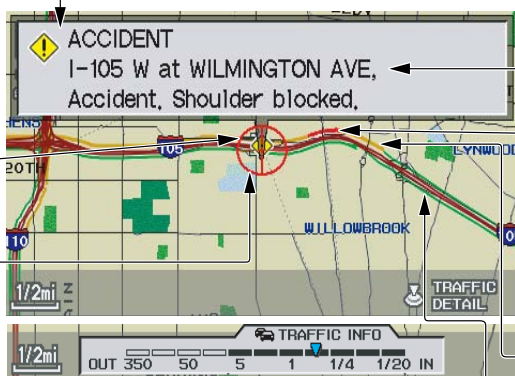 ACCIDENT
I-105 W at WILMINGTON AVE,
Accident, Shoulder blocked,
105
LYNWOOD
20TH
WILLOWBROOK
110
1/2mi
TRAFFIC
DETAIL
TRAFFIC INFO
1/2mi
OUT 350 50 5 1 1/4 1/20 IN